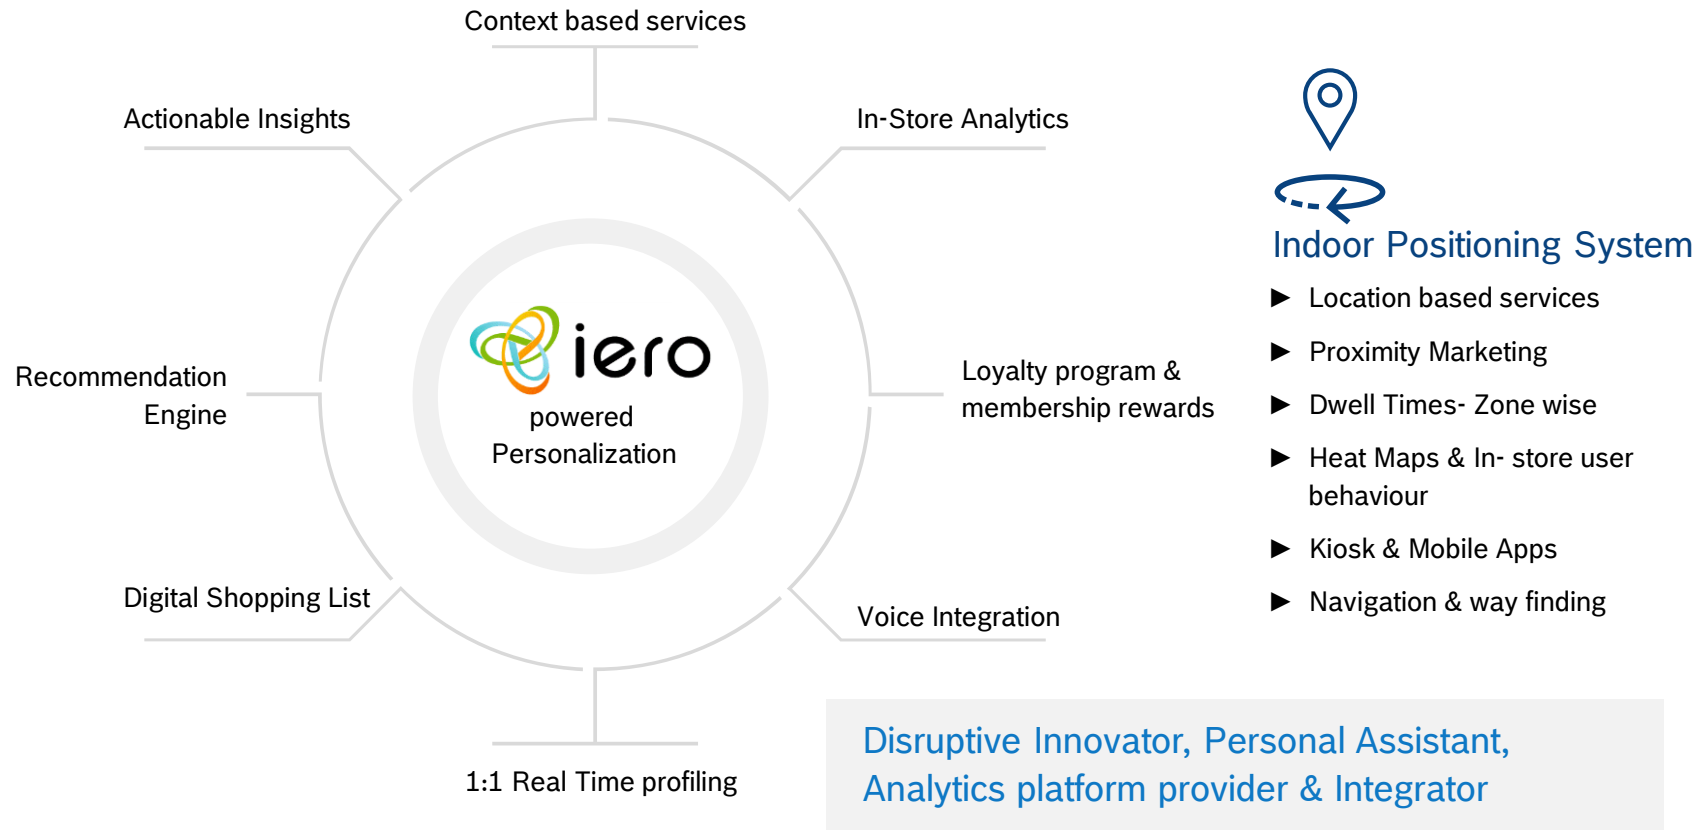 Context based services
Actionable Insights
In-Store Analytics
Recommendation
Engine
iero
powered
Personalization
Loyalty program &
membership rewards
Digital Shopping List
Voice Integration
1:1 Real Time profiling
Indoor Positioning System
► Location based services
► Proximity Marketing
► Dwell Times- Zone wise
► Heat Maps & In- store user
behaviour
► Kiosk & Mobile Apps
► Navigation & way finding
Disruptive Innovator, Personal Assistant,
Analytics platform provider & Integrator